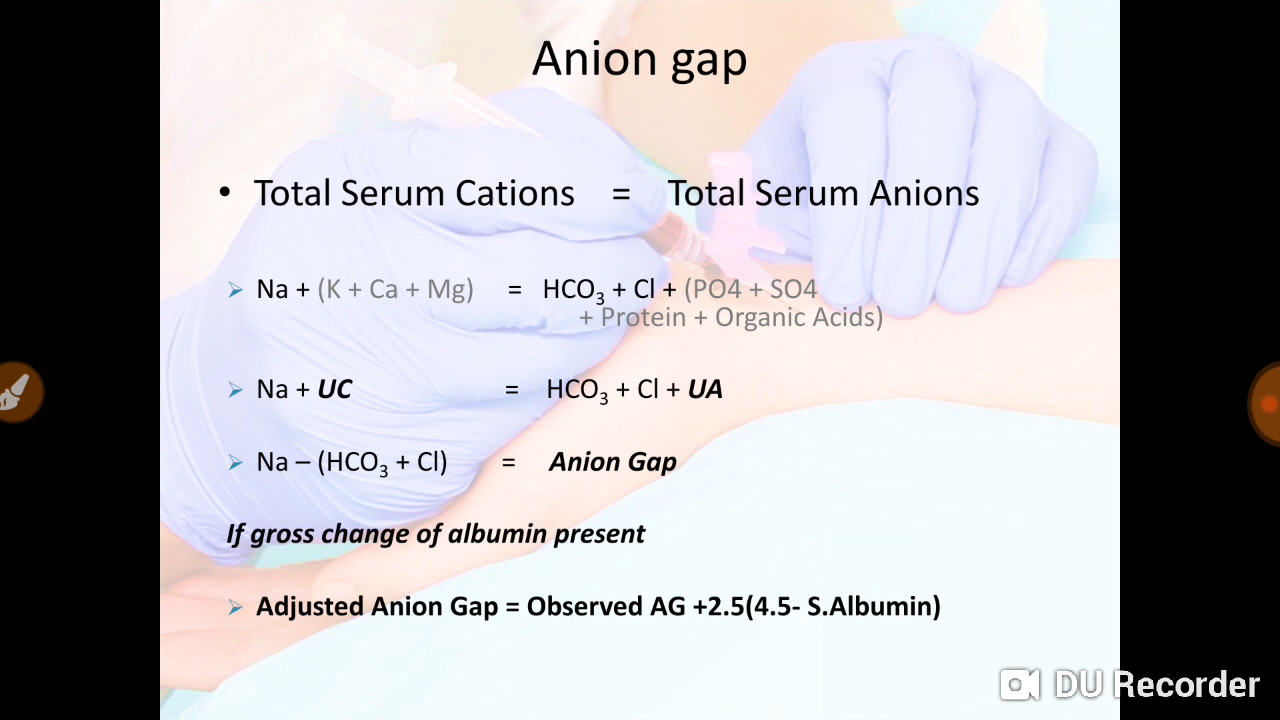 Anion gap
• Total Serum Cations = Total Serum Anions
➢ Na + (K + Ca + Mg) = HCO₃ + Cl + (PO4 + SO4
+ Protein + Organic Acids)
➢ Na + UC = HCO₃ + Cl + UA
➢ Na – (HCO₃ + Cl) = Anion Gap
If gross change of albumin present
➢ Adjusted Anion Gap = Observed AG +2.5(4.5- S.Albumin)
DU Recorder